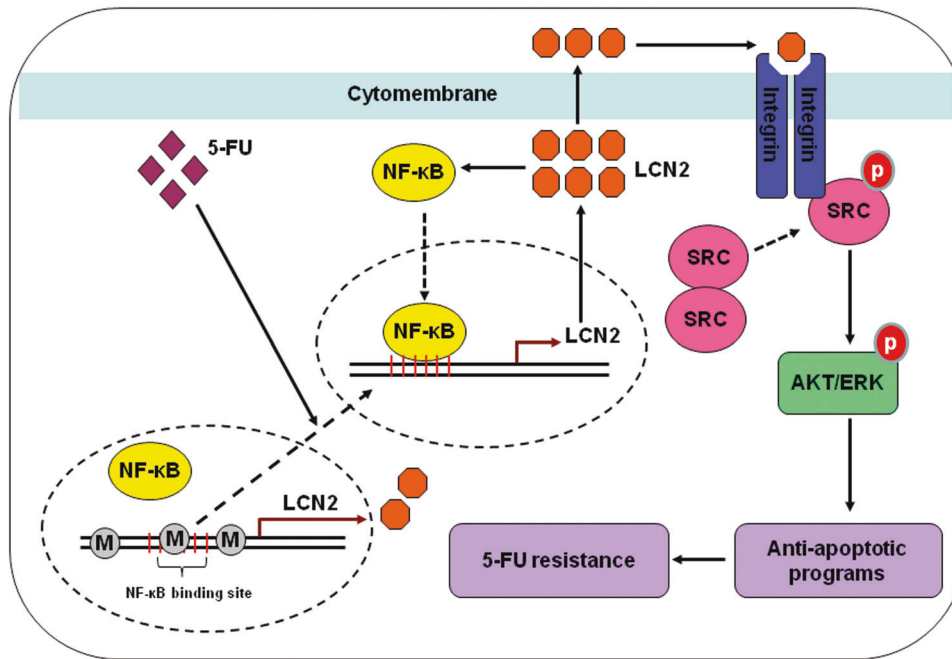 Cytomembrane
5-FU
NF-κB
LCN2
Integrin
Integrin
p
SRC
SRC
SRC
NF-κB
LCN2
p
AKT/ERK
NF-κB
LCN2
M
M
M
NF-κB binding site
5-FU resistance
Anti-apoptotic
programs